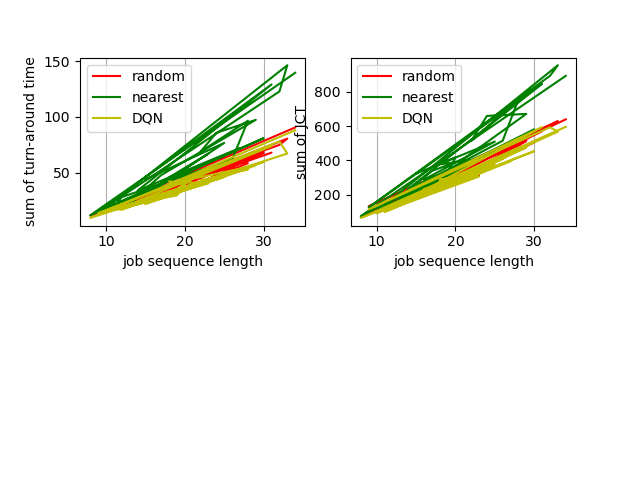 sum of turn-around time
150
100
50
random
nearest
DQN
10
20
30
job sequence length
sum of JCT
800
600
400
200
random
nearest
DQN
10
20
30
job sequence length